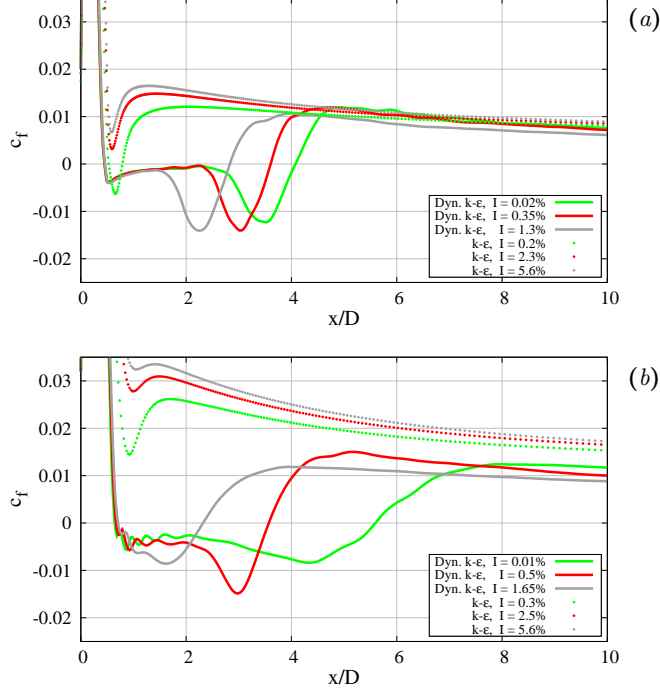 (a)
0.03
0.02
0.01
0
-0.01
-0.02
c_f
0 2 4 6 8 10
x/D
Dyn. k-ε, I = 0.02%
Dyn. k-ε, I = 0.35%
Dyn. k-ε, I = 1.3%
k-ε, I = 0.2%
k-ε, I = 2.3%
k-ε, I = 5.6%
(b)
0.03
0.02
0.01
0
-0.01
-0.02
c_f
0 2 4 6 8 10
x/D
Dyn. k-ε, I = 0.01%
Dyn. k-ε, I = 0.5%
Dyn. k-ε, I = 1.65%
k-ε, I = 0.3%
k-ε, I = 2.5%
k-ε, I = 5.6%